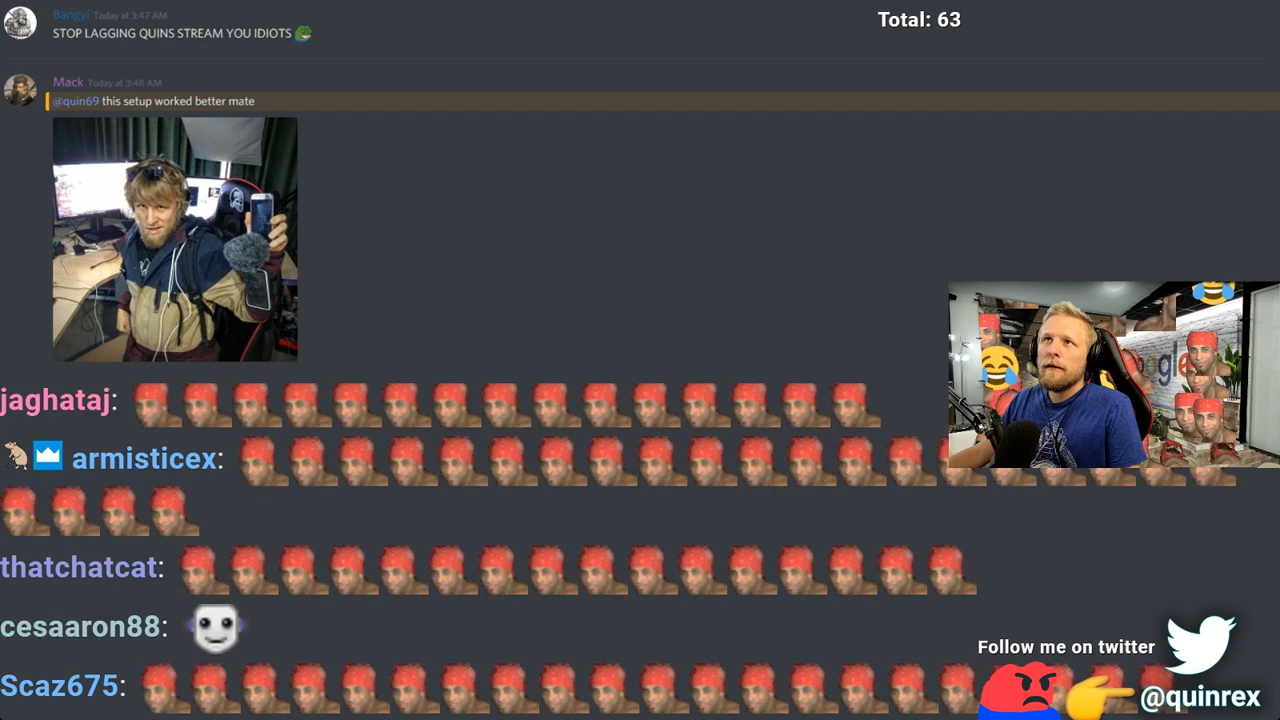 Bangyi Today at 3:47 AM
STOP LAGGING QUINS STREAM YOU IDIOTS
Total: 63
Mack Today at 3:48 AM
@quin69 this setup worked better mate
jaghataj:
armisticex:
thatchatcat:
cesaaron88:
Scaz675:
Follow me on twitter
@quinrex